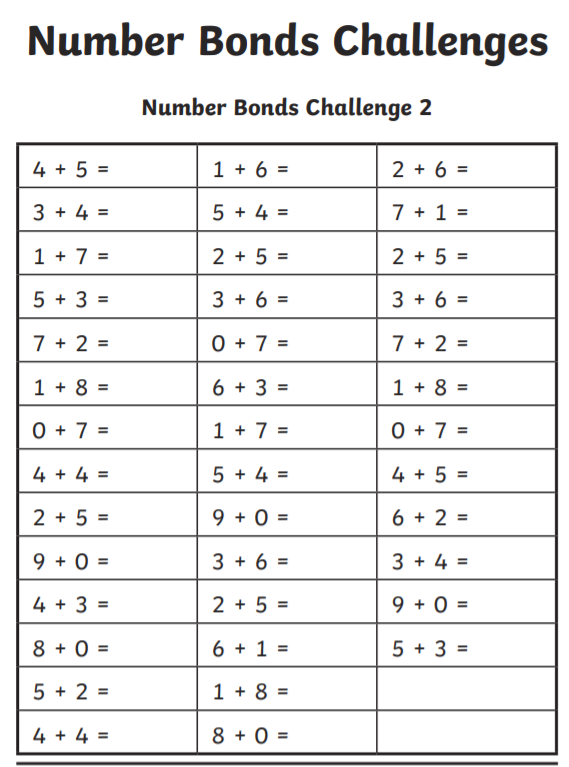 Number Bonds Challenges
Number Bonds Challenge 2
4 + 5 = 1 + 6 = 2 + 6 =
3 + 4 = 5 + 4 = 7 + 1 =
1 + 7 = 2 + 5 = 2 + 5 =
5 + 3 = 3 + 6 = 3 + 6 =
7 + 2 = 0 + 7 = 7 + 2 =
1 + 8 = 6 + 3 = 1 + 8 =
0 + 7 = 1 + 7 = 0 + 7 =
4 + 4 = 5 + 4 = 4 + 5 =
2 + 5 = 9 + 0 = 6 + 2 =
9 + 0 = 3 + 6 = 3 + 4 =
4 + 3 = 2 + 5 = 9 + 0 =
8 + 0 = 6 + 1 = 5 + 3 =
5 + 2 = 1 + 8 =
4 + 4 = 8 + 0 =